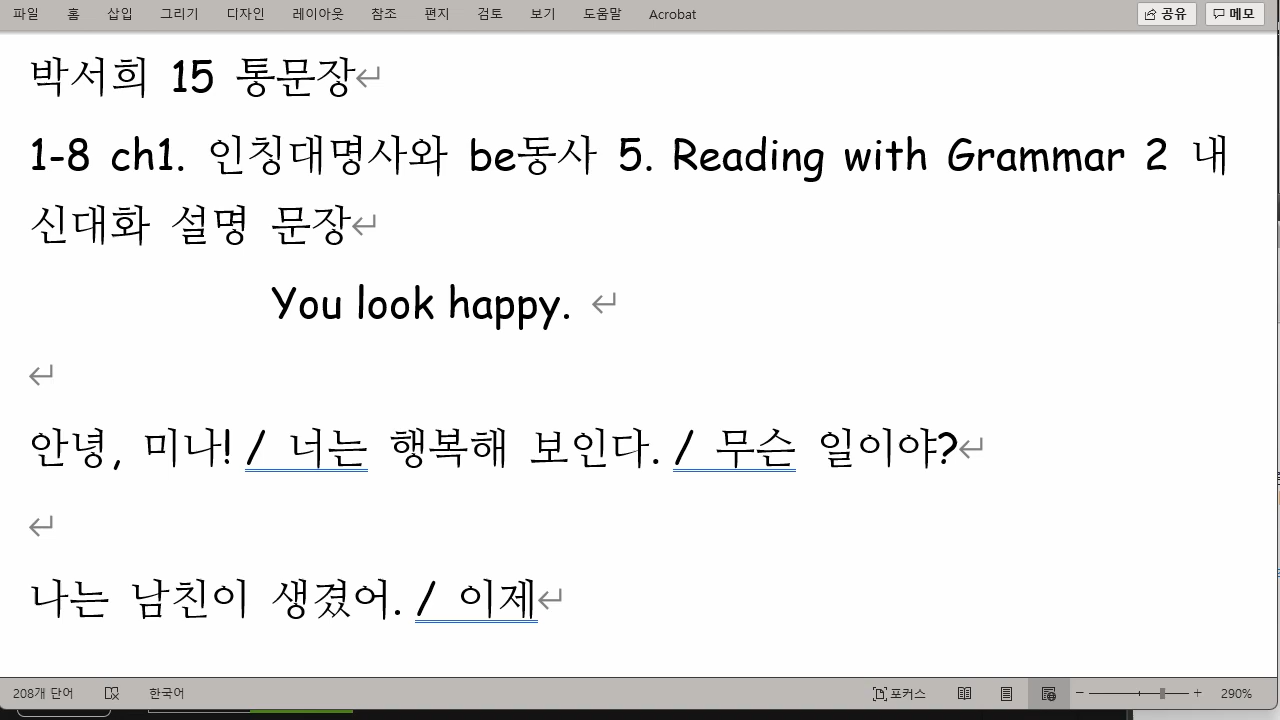 파일 홈 삽입 그리기 디자인 레이아웃 참조 편지 검토 보기 도움말 Acrobat 공유 메모
박서희 15 통문장
1-8 ch1. 인칭대명사와 be동사 5. Reading with Grammar 2 내
신대화 설명 문장
You look happy.
안녕, 미나! / 너는 행복해 보인다. / 무슨 일이야?
나는 남친이 생겼어. / 이제
208개 단어 한국어 포커스 290%